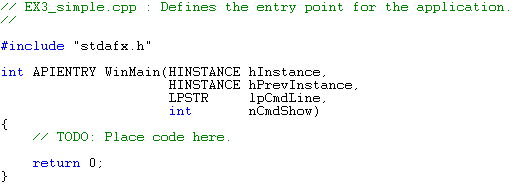 // EX3_simple.cpp : Defines the entry point for the application.
//
#include "stdafx.h"
int APIENTRY WinMain(HINSTANCE hInstance,
                     HINSTANCE hPrevInstance,
                     LPSTR     lpCmdLine,
                     int       nCmdShow)
{
    // TODO: Place code here.
    return 0;
}